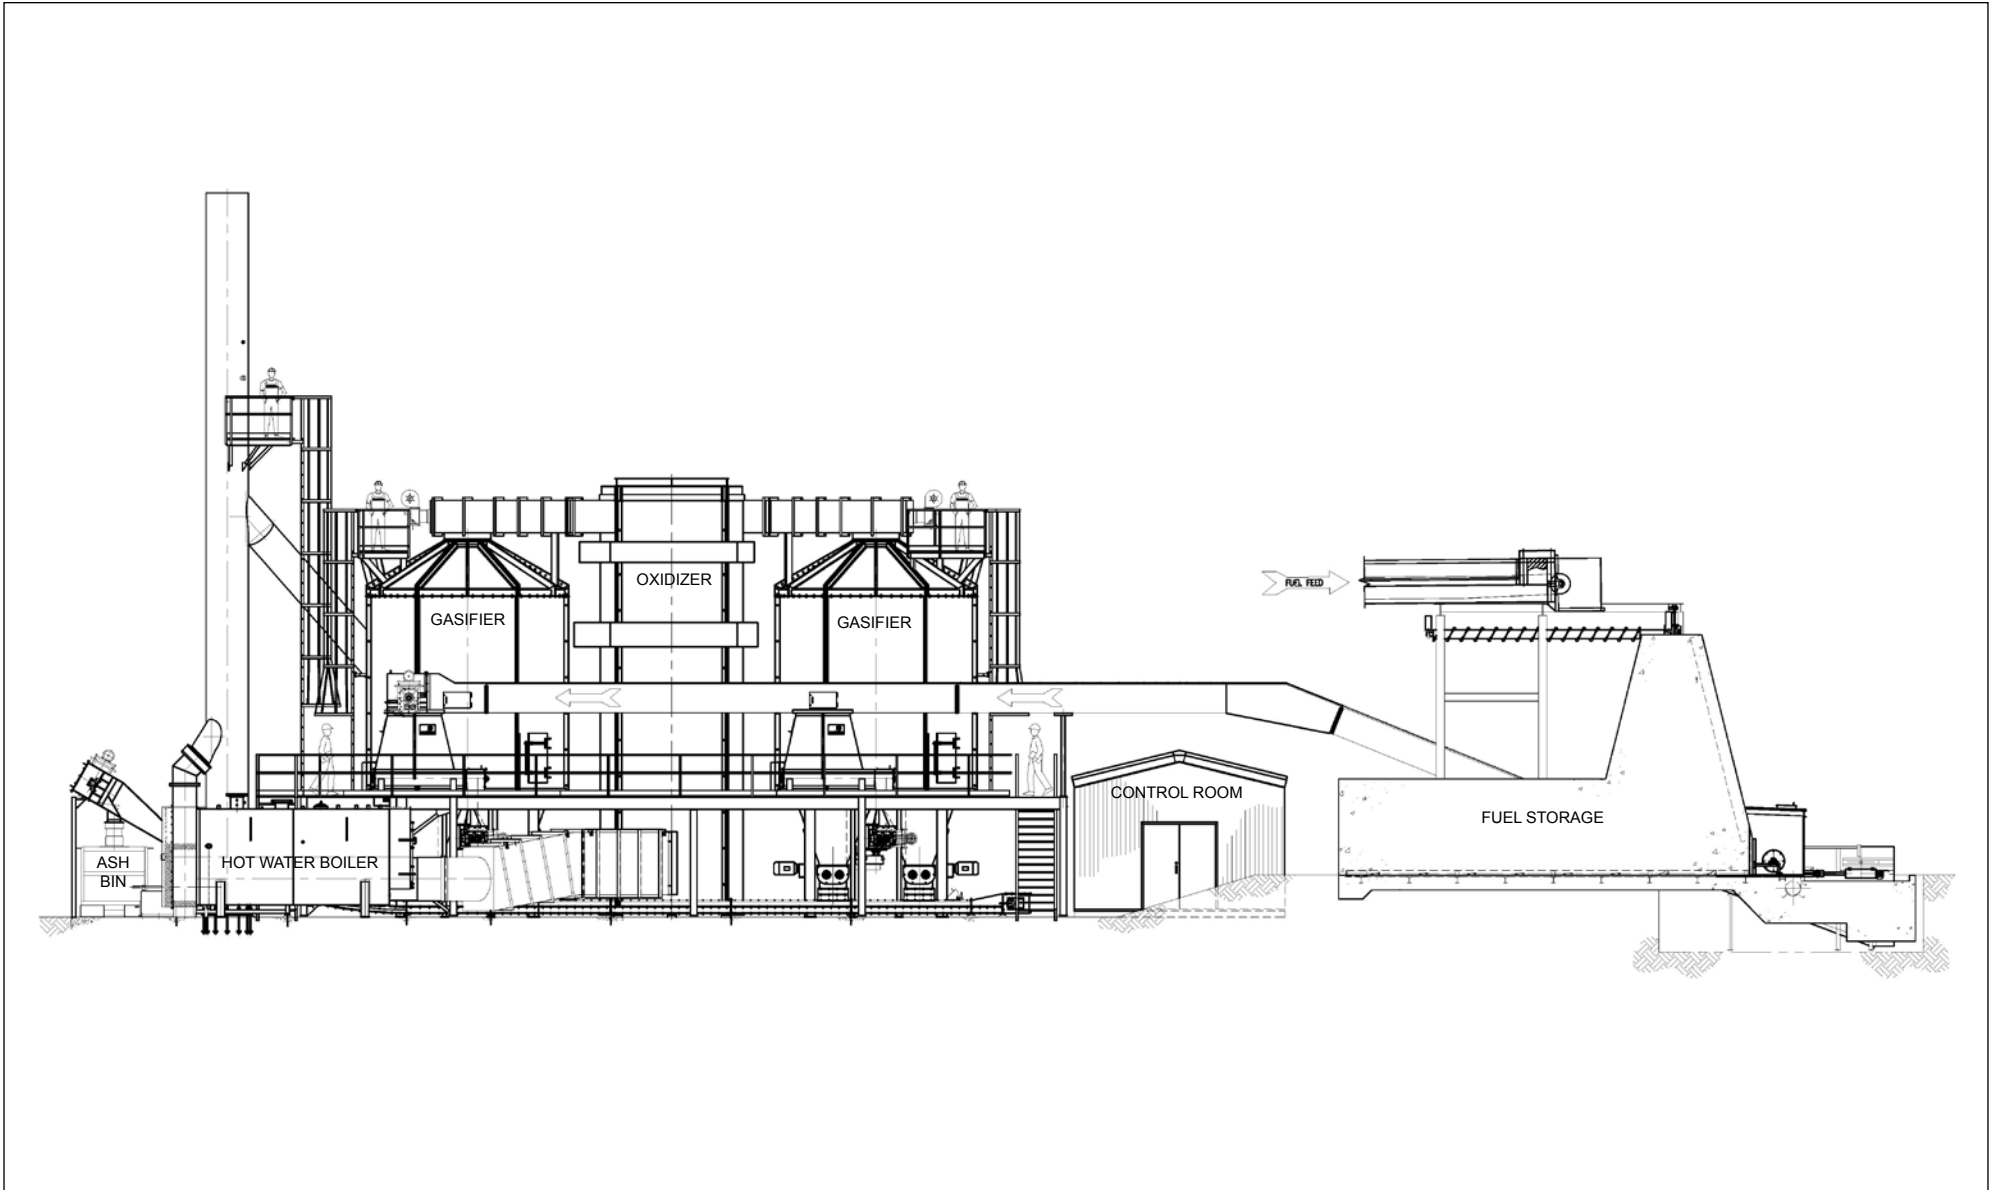 OXIDIZER
FUEL FEED
GASIFIER
GASIFIER
CONTROL ROOM
FUEL STORAGE
ASH
BIN
HOT WATER BOILER